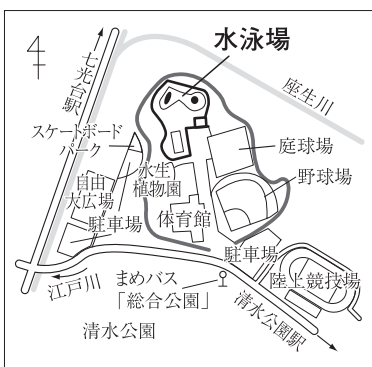 水泳場
七光台駅
座生川
スケートボード
パーク
水生
植物園
庭球場
自由
大広場
野球場
駐車場
体育館
駐車場
陸上競技場
江戸川
まめバス
「総合公園」
清水公園
清水公園駅